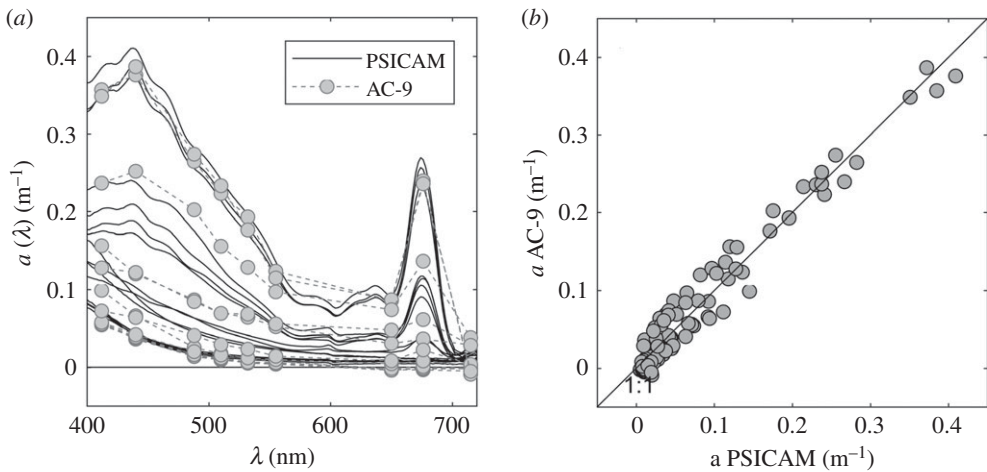 (a)
0.4
0.3
0.2
0.1
0
a (λ) (m⁻¹)
PSICAM
AC-9
400
500
600
700
λ (nm)
(b)
0.4
0.3
0.2
0.1
0
a AC-9 (m⁻¹)
1:1
0
0.1
0.2
0.3
0.4
a PSICAM (m⁻¹)